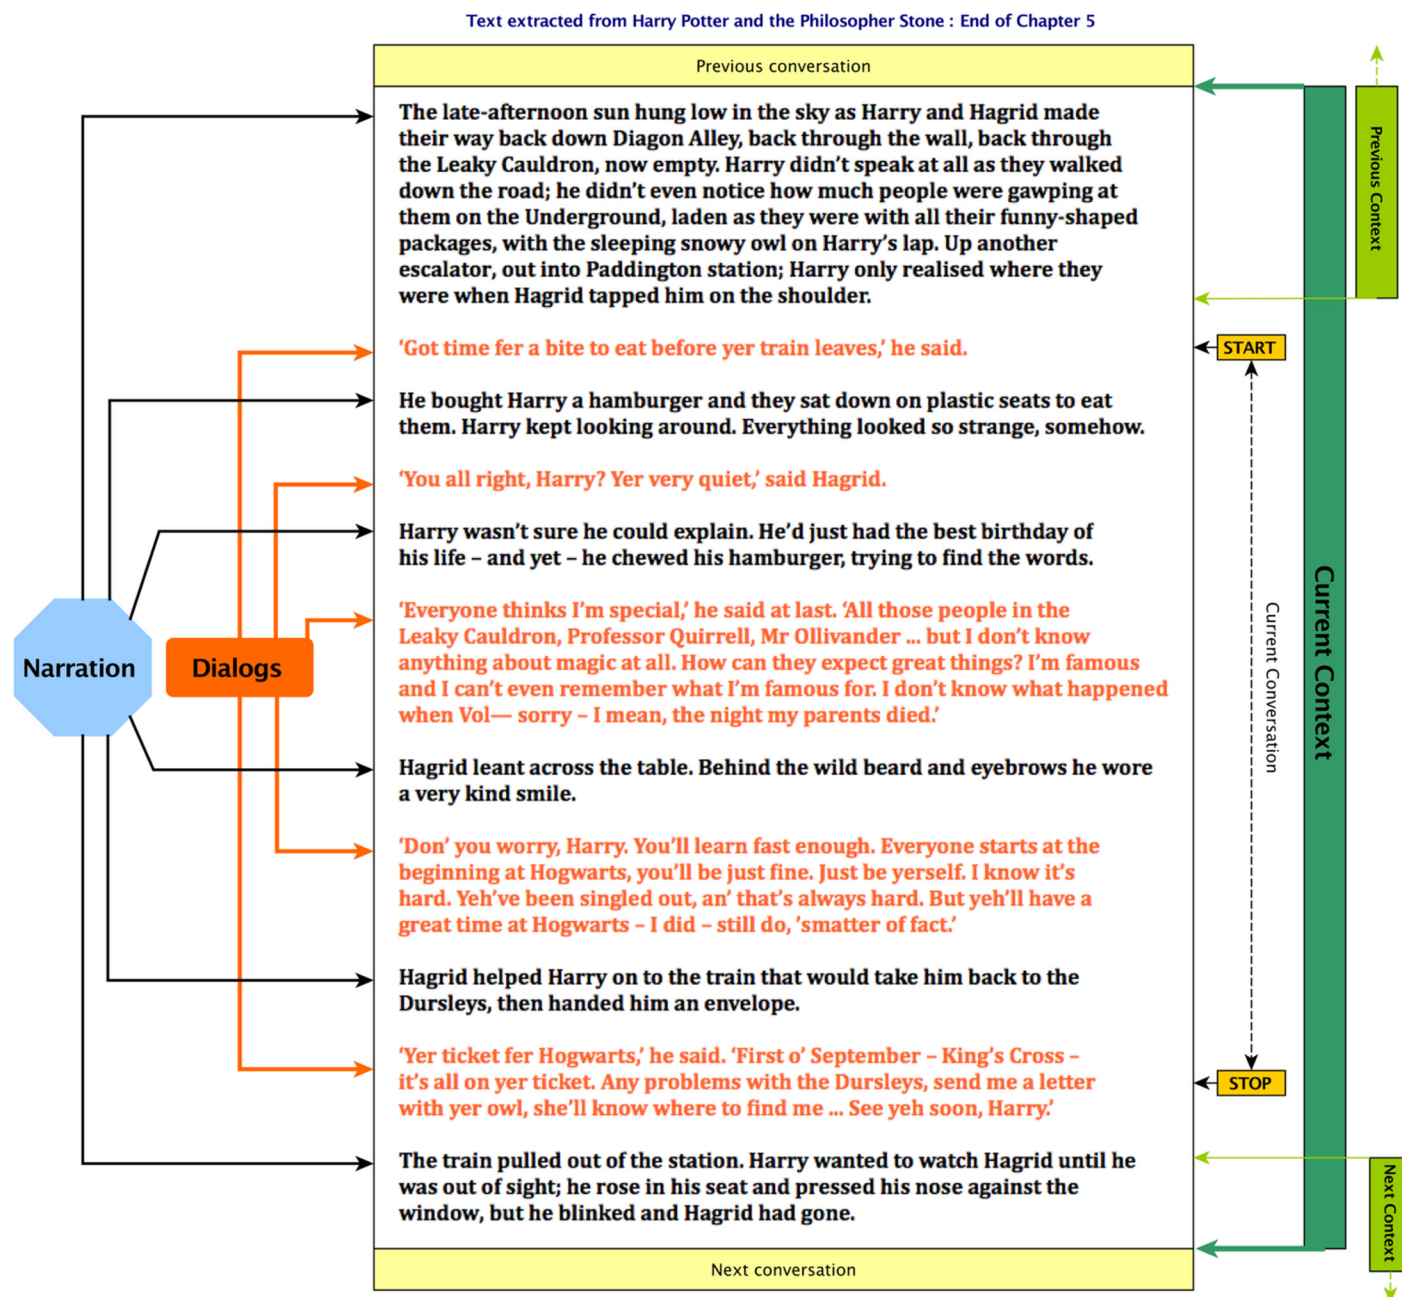 Text extracted from Harry Potter and the Philosopher Stone : End of Chapter 5
Previous conversation
The late-afternoon sun hung low in the sky as Harry and Hagrid made
their way back down Diagon Alley, back through the wall, back through
the Leaky Cauldron, now empty. Harry didn’t speak at all as they walked
down the road; he didn’t even notice how much people were gawping at
them on the Underground, laden as they were with all their funny-shaped
packages, with the sleeping snowy owl on Harry’s lap. Up another
escalator, out into Paddington station; Harry only realised where they
were when Hagrid tapped him on the shoulder.
‘Got time fer a bite to eat before yer train leaves,’ he said.
He bought Harry a hamburger and they sat down on plastic seats to eat
them. Harry kept looking around. Everything looked so strange, somehow.
‘You all right, Harry? Yer very quiet,’ said Hagrid.
Harry wasn’t sure he could explain. He’d just had the best birthday of
his life – and yet – he chewed his hamburger, trying to find the words.
‘Everyone thinks I’m special,’ he said at last. ‘All those people in the
Leaky Cauldron, Professor Quirrell, Mr Ollivander ... but I don’t know
anything about magic at all. How can they expect great things? I’m famous
and I can’t even remember what I’m famous for. I don’t know what happened
when Vol— sorry – I mean, the night my parents died.’
Hagrid leant across the table. Behind the wild beard and eyebrows he wore
a very kind smile.
‘Don’ you worry, Harry. You’ll learn fast enough. Everyone starts at the
beginning at Hogwarts, you’ll be just fine. Just be yerself. I know it’s
hard. Yeh’ve been singled out, an’ that’s always hard. But yeh’ll have a
great time at Hogwarts – I did – still do, ’smatter of fact.’
Hagrid helped Harry on to the train that would take him back to the
Dursleys, then handed him an envelope.
‘Yer ticket fer Hogwarts,’ he said. ‘First o’ September – King’s Cross –
it’s all on yer ticket. Any problems with the Dursleys, send me a letter
with yer owl, she’ll know where to find me ... See yeh soon, Harry.’
The train pulled out of the station. Harry wanted to watch Hagrid until he
was out of sight; he rose in his seat and pressed his nose against the
window, but he blinked and Hagrid had gone.
Next conversation
Narration
Dialogs
START
STOP
Current Conversation
Current Context
Previous Context
Next Context